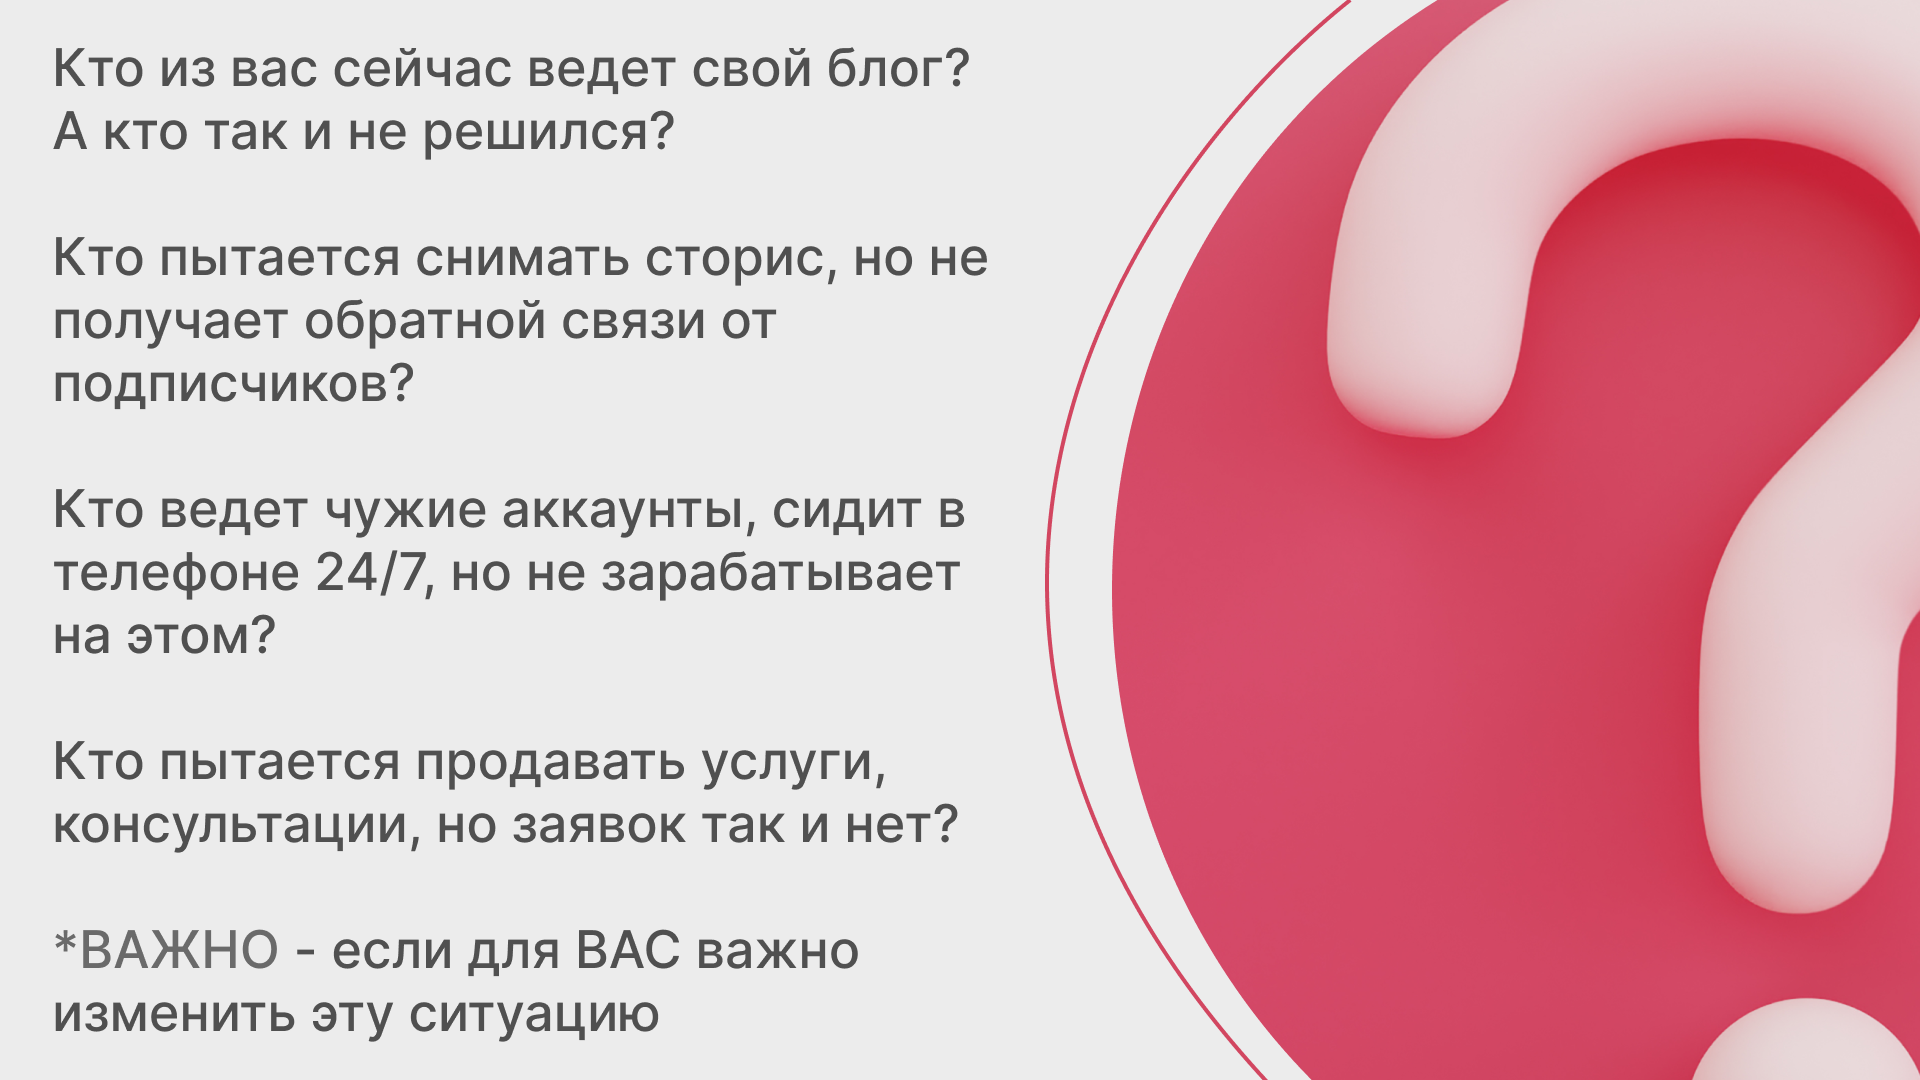 Кто из вас сейчас ведет свой блог?
А кто так и не решился?
Кто пытается снимать сторис, но не
получает обратной связи от
подписчиков?
Кто ведет чужие аккаунты, сидит в
телефоне 24/7, но не зарабатывает
на этом?
Кто пытается продавать услуги,
консультации, но заявок так и нет?
*ВАЖНО - если для ВАС важно
изменить эту ситуацию